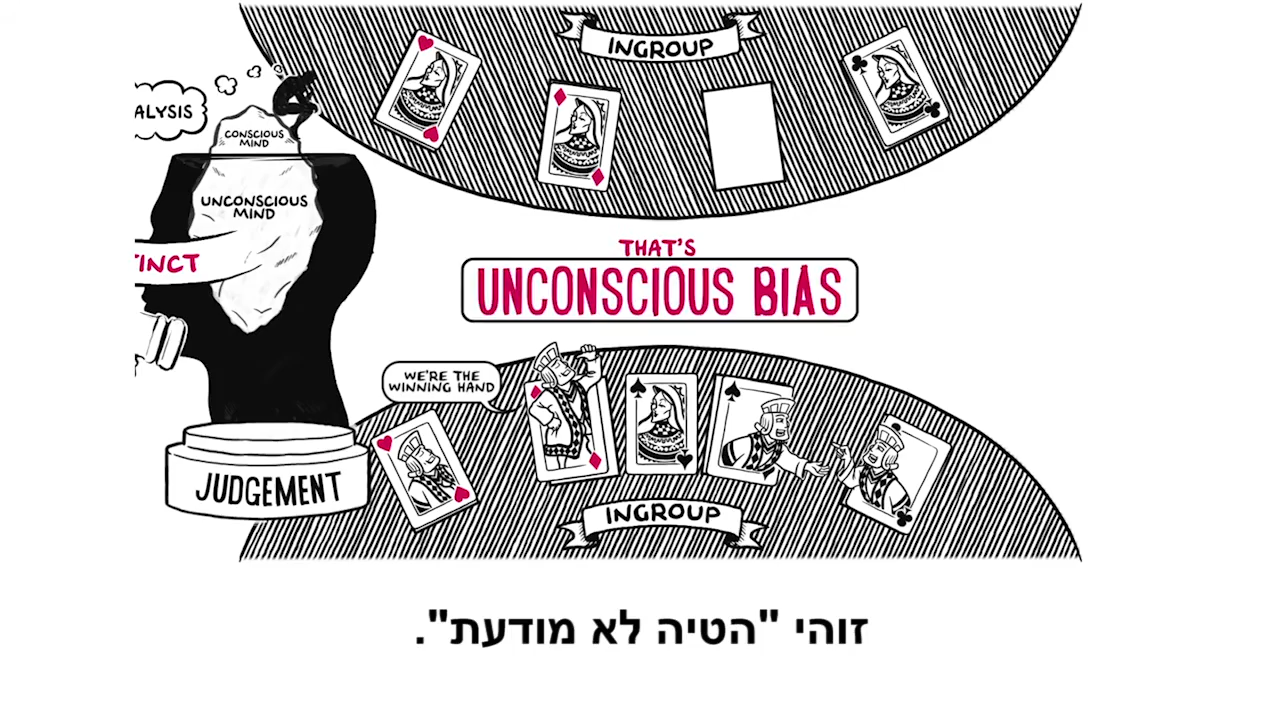 INGROUP
ALYSIS
CONSCIOUS
MIND
UNCONSCIOUS
MIND
TINCT
THAT'S
UNCONSCIOUS BIAS
WE'RE THE
WINNING HAND
JUDGEMENT
INGROUP
זוהי "הטיה לא מודעת".